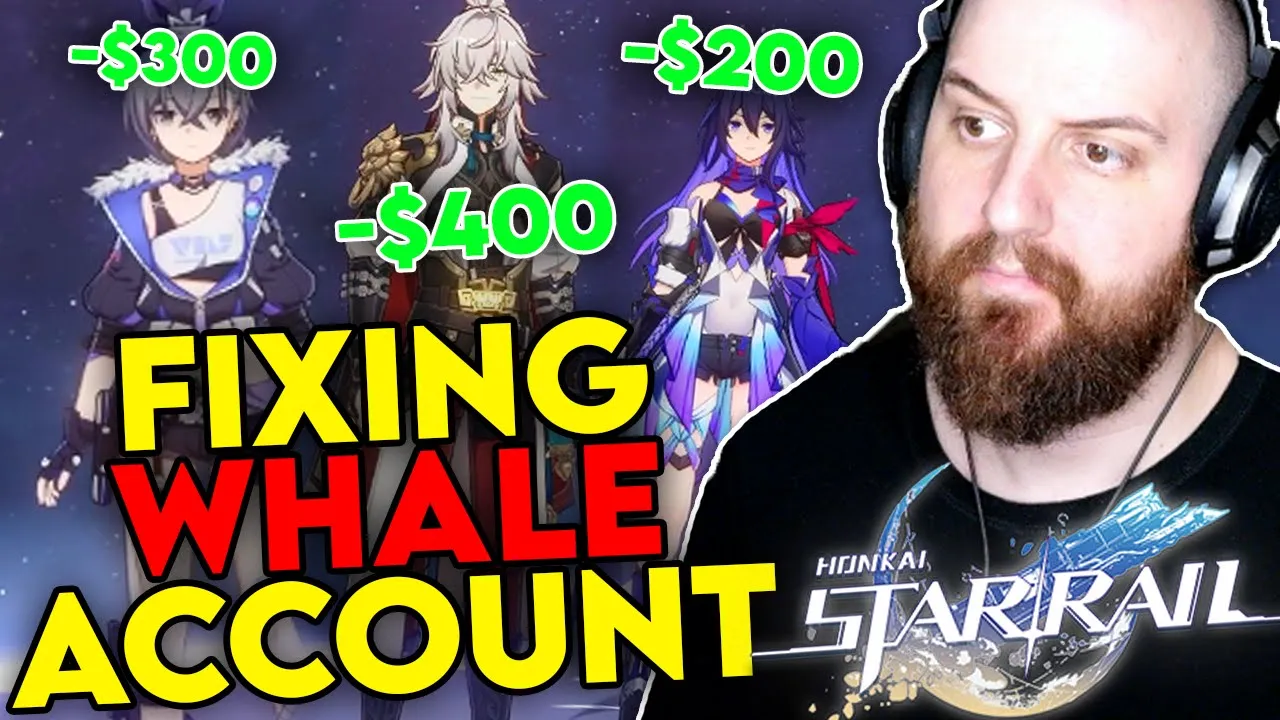 -$300
-$200
-$400
FIXING
WHALE
ACCOUNT
HONKAI
STAR RAIL